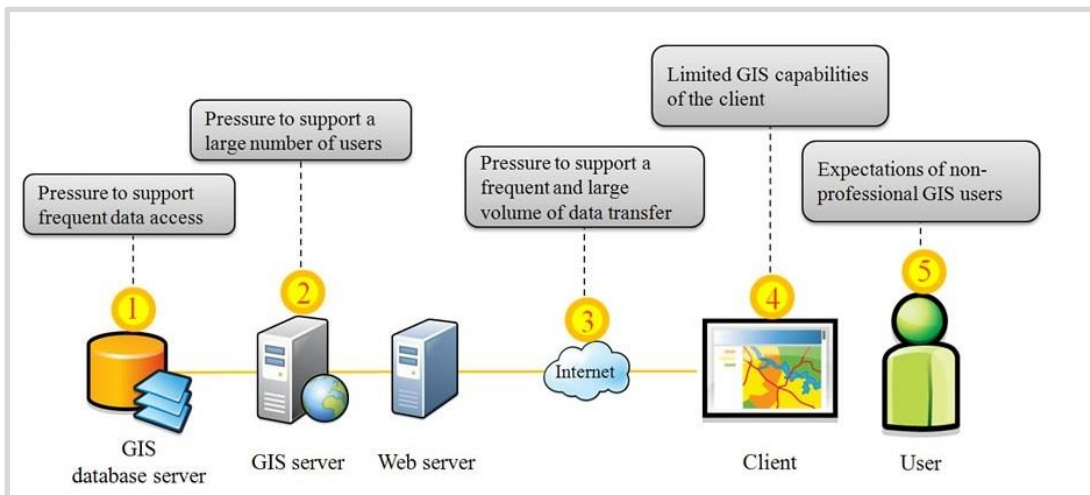 Limited GIS capabilities
of the client
Pressure to support a
large number of users
Pressure to support a
frequent and large
volume of data transfer
Expectations of non-
professional GIS users
Pressure to support
frequent data access
1
2
3
4
5
Internet
GIS
database server
GIS server
Web server
Client
User